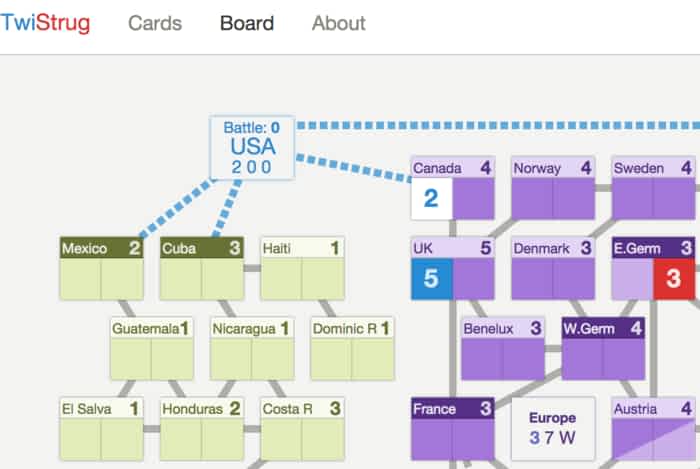 TwiStrug Cards Board About
Battle: 0
USA
2 0 0
Canada 4
2
Norway 4
Sweden 4
Mexico 2
Cuba 3
Haiti 1
UK 5
5
Denmark 3
E.Germ 3
3
Guatemala 1
Nicaragua 1
Dominic R 1
Benelux 3
W.Germ 4
El Salva 1
Honduras 2
Costa R 3
France 3
Europe
3 7 W
Austria 4